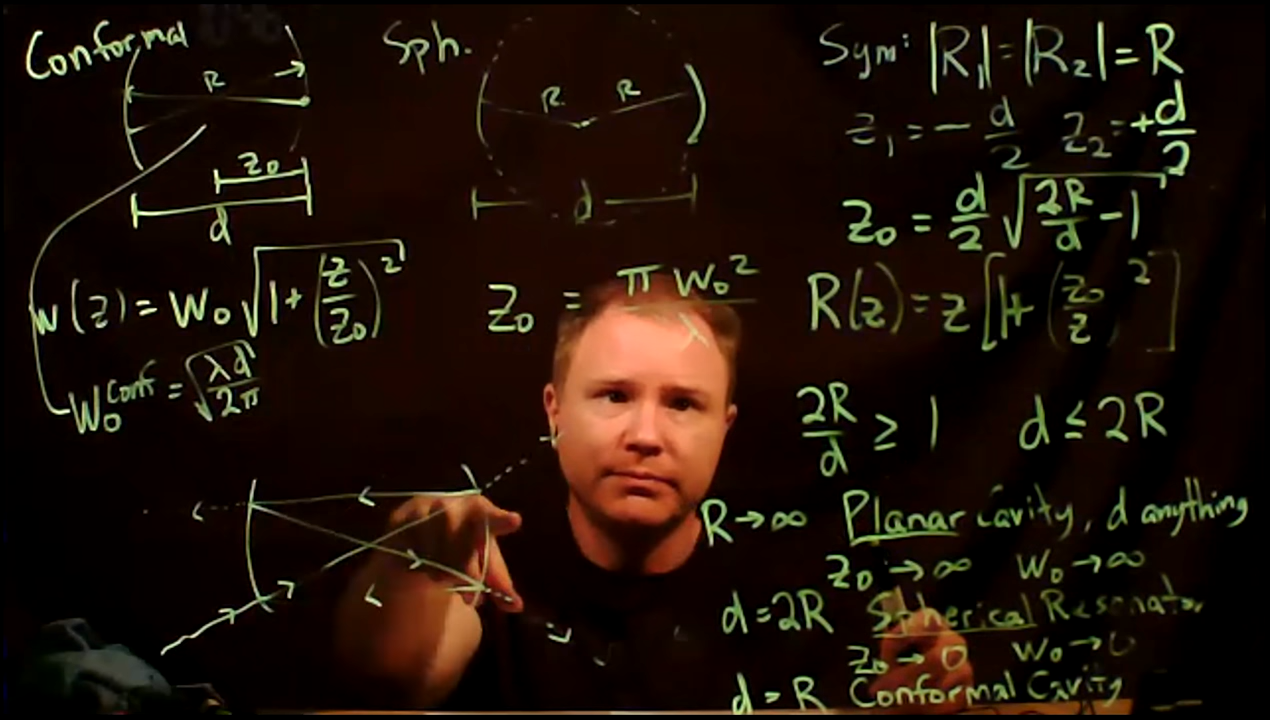 Conformal
R
z₀
d
w(z) = w₀ √(1 + (z/z₀)²)
w₀^conf = √(λd/2π)
Sph.
R R
d
z₀ = πw₀²/λ
Sym: |R₁| = |R₂| = R
z₁ = -d/2 z₂ = +d/2
z₀ = d/2 √(2R/d - 1)
R(z) = z [1 + (z₀/z)²]
2R/d ≥ 1 d ≤ 2R
R → ∞ Planar Cavity, d anything
z₀ → ∞ w₀ → ∞
d = 2R Spherical Resonator
z₀ → 0 w₀ → 0
d = R Conformal Cavity